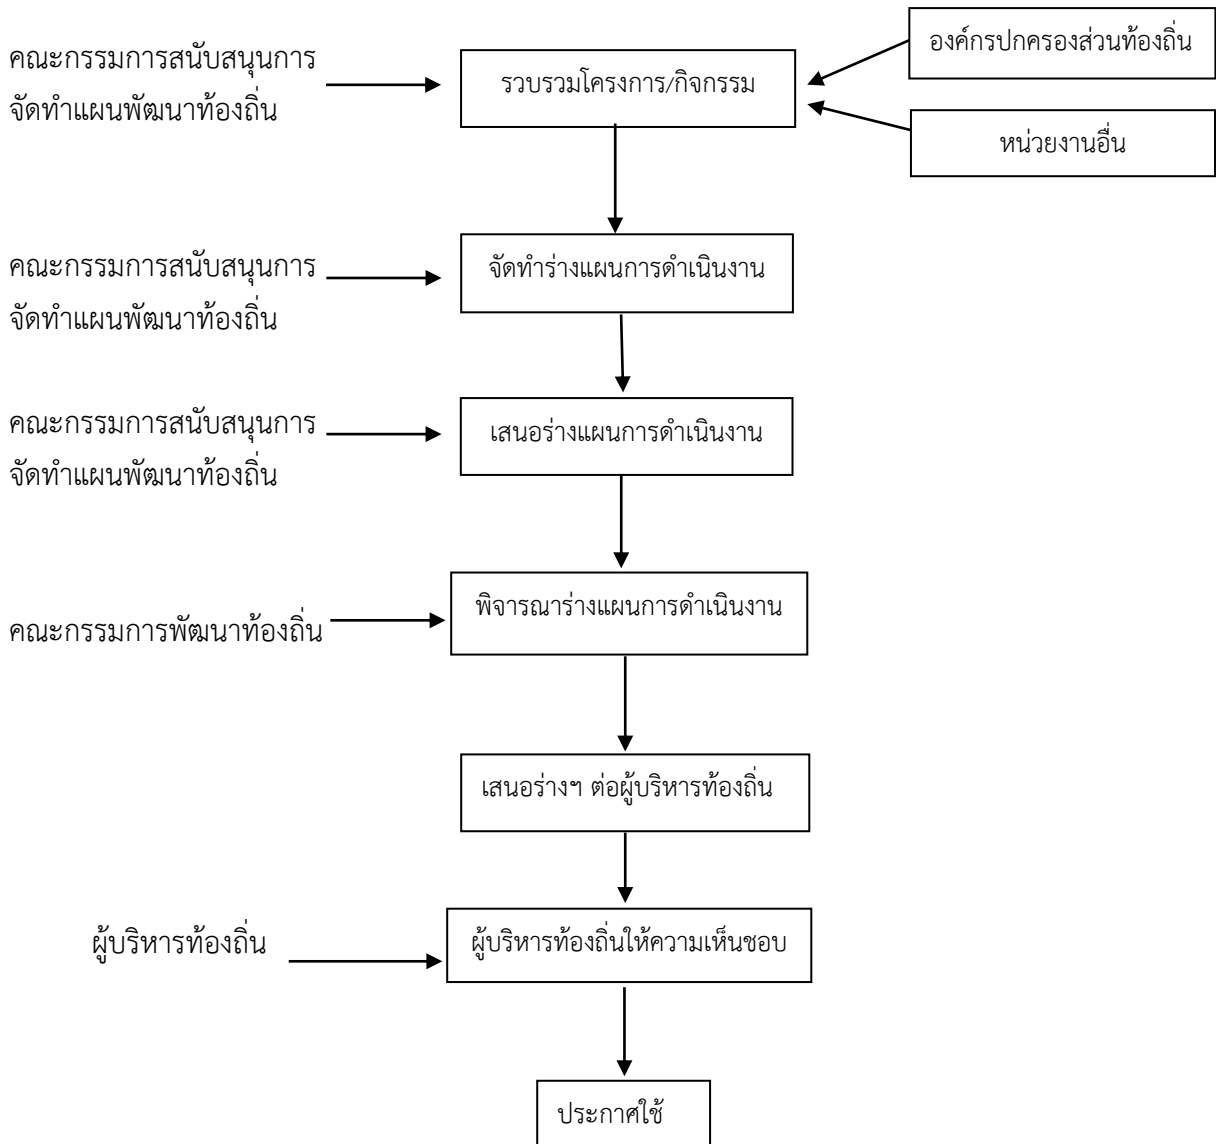 องค์กรปกครองส่วนท้องถิ่น
คณะกรรมการสนับสนุนการ
จัดทำแผนพัฒนาท้องถิ่น
รวบรวมโครงการ/กิจกรรม
หน่วยงานอื่น
คณะกรรมการสนับสนุนการ
จัดทำแผนพัฒนาท้องถิ่น
จัดทำร่างแผนการดำเนินงาน
คณะกรรมการสนับสนุนการ
จัดทำแผนพัฒนาท้องถิ่น
เสนอร่างแผนการดำเนินงาน
คณะกรรมการพัฒนาท้องถิ่น
พิจารณาร่างแผนการดำเนินงาน
เสนอร่างฯ ต่อผู้บริหารท้องถิ่น
ผู้บริหารท้องถิ่น
ผู้บริหารท้องถิ่นให้ความเห็นชอบ
ประกาศใช้